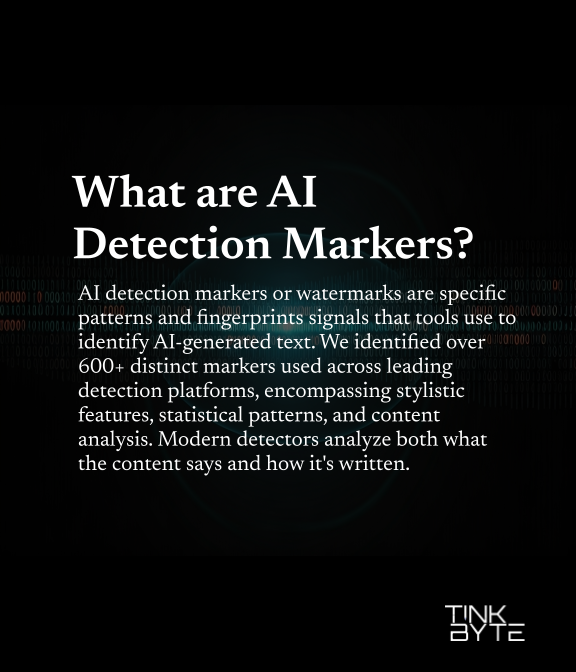 What are AI
Detection Markers?
AI detection markers or watermarks are specific
patterns and fingerprints signals that tools use to
identify AI-generated text. We identified over
600+ distinct markers used across leading
detection platforms, encompassing stylistic
features, statistical patterns, and content
analysis. Modern detectors analyze both what
the content says and how it's written.
TINK
BYTE